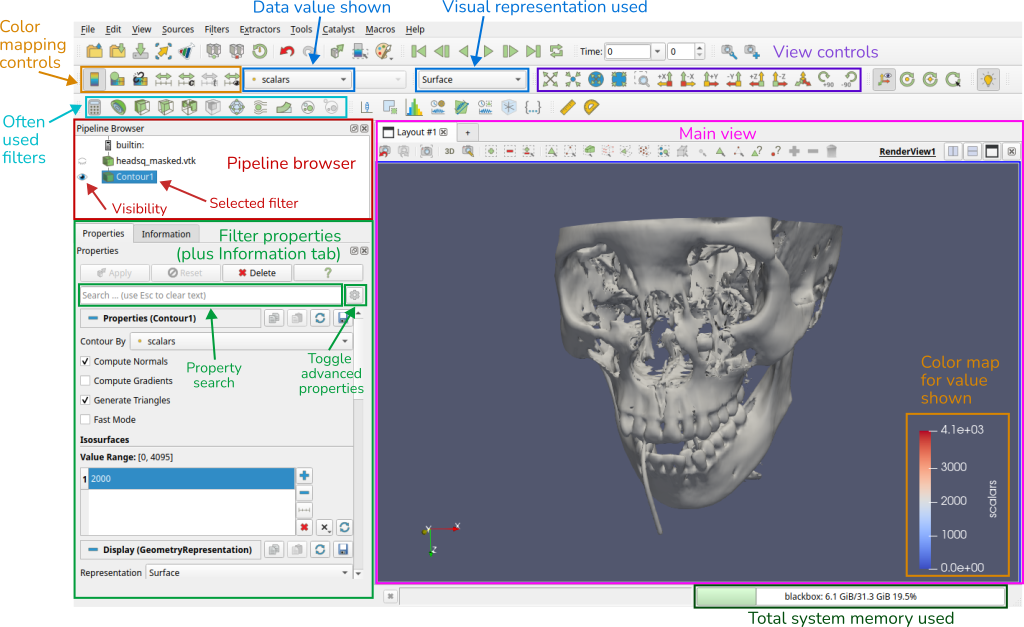 Data value shown
Visual representation used
Color
mapping
controls
File Edit View Sources Filters Extractors Tools Catalyst Macros Help
Time: 0 0
View controls
scalars
Surface
+90 -90
Often
used
filters
Pipeline Browser
builtin:
headsq_masked.vtk
Contour1
Pipeline browser
Visibility
Selected filter
Layout #1
+
Main view
3D
RenderView1
Properties Information
Properties
Filter properties
(plus Information tab)
Apply Reset Delete ?
Search ... (use Esc to clear text)
Properties (Contour1)
Contour By scalars
Compute Normals
Compute Gradients
Generate Triangles
Fast Mode
Property
search
Toggle
advanced
properties
Isosurfaces
Value Range: [0, 4095]
1 2000
Display (GeometryRepresentation)
Representation Surface
Color map
for value
shown
4.1e+03
3000
2000
1000
0.0e+00
scalars
Y X
Z
blackbox: 6.1 GiB/31.3 GiB 19.5%
Total system memory used